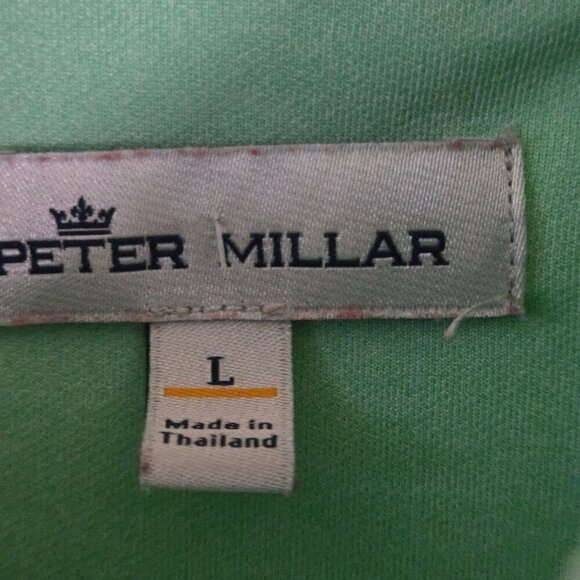 PETER MILLAR
L
Made in
Thailand